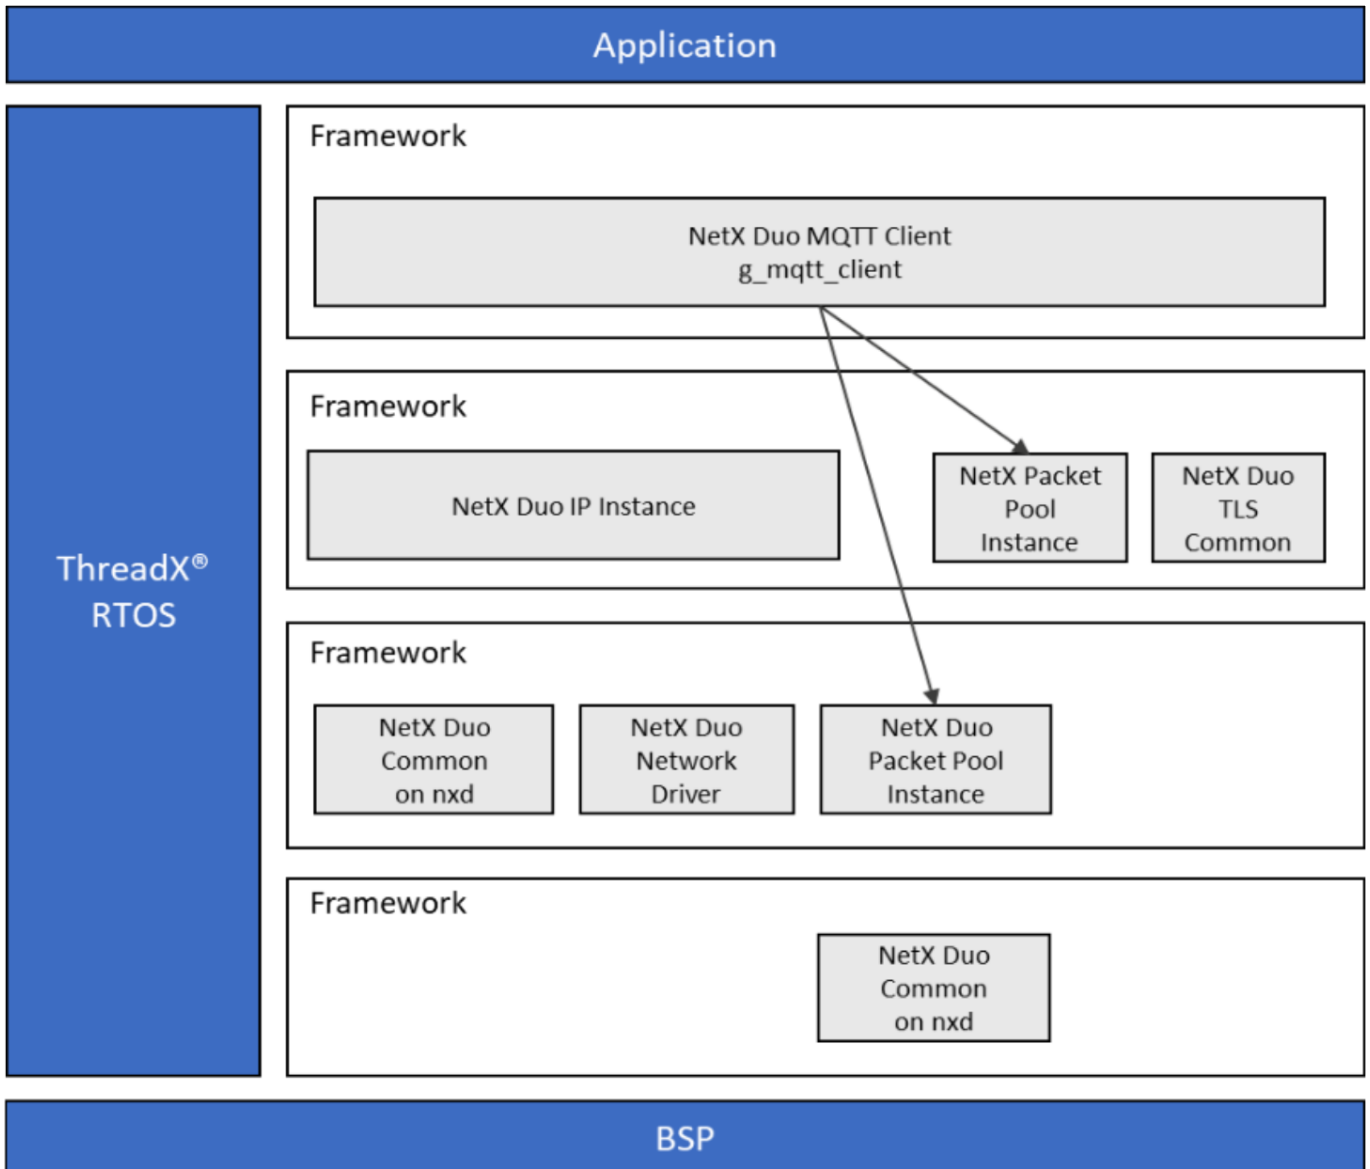 Application
ThreadX®
RTOS
Framework
NetX Duo MQTT Client
g_mqtt_client
Framework
NetX Duo IP Instance
NetX Packet
Pool
Instance
NetX Duo
TLS
Common
Framework
NetX Duo
Common
on nxd
NetX Duo
Network
Driver
NetX Duo
Packet Pool
Instance
Framework
NetX Duo
Common
on nxd
BSP